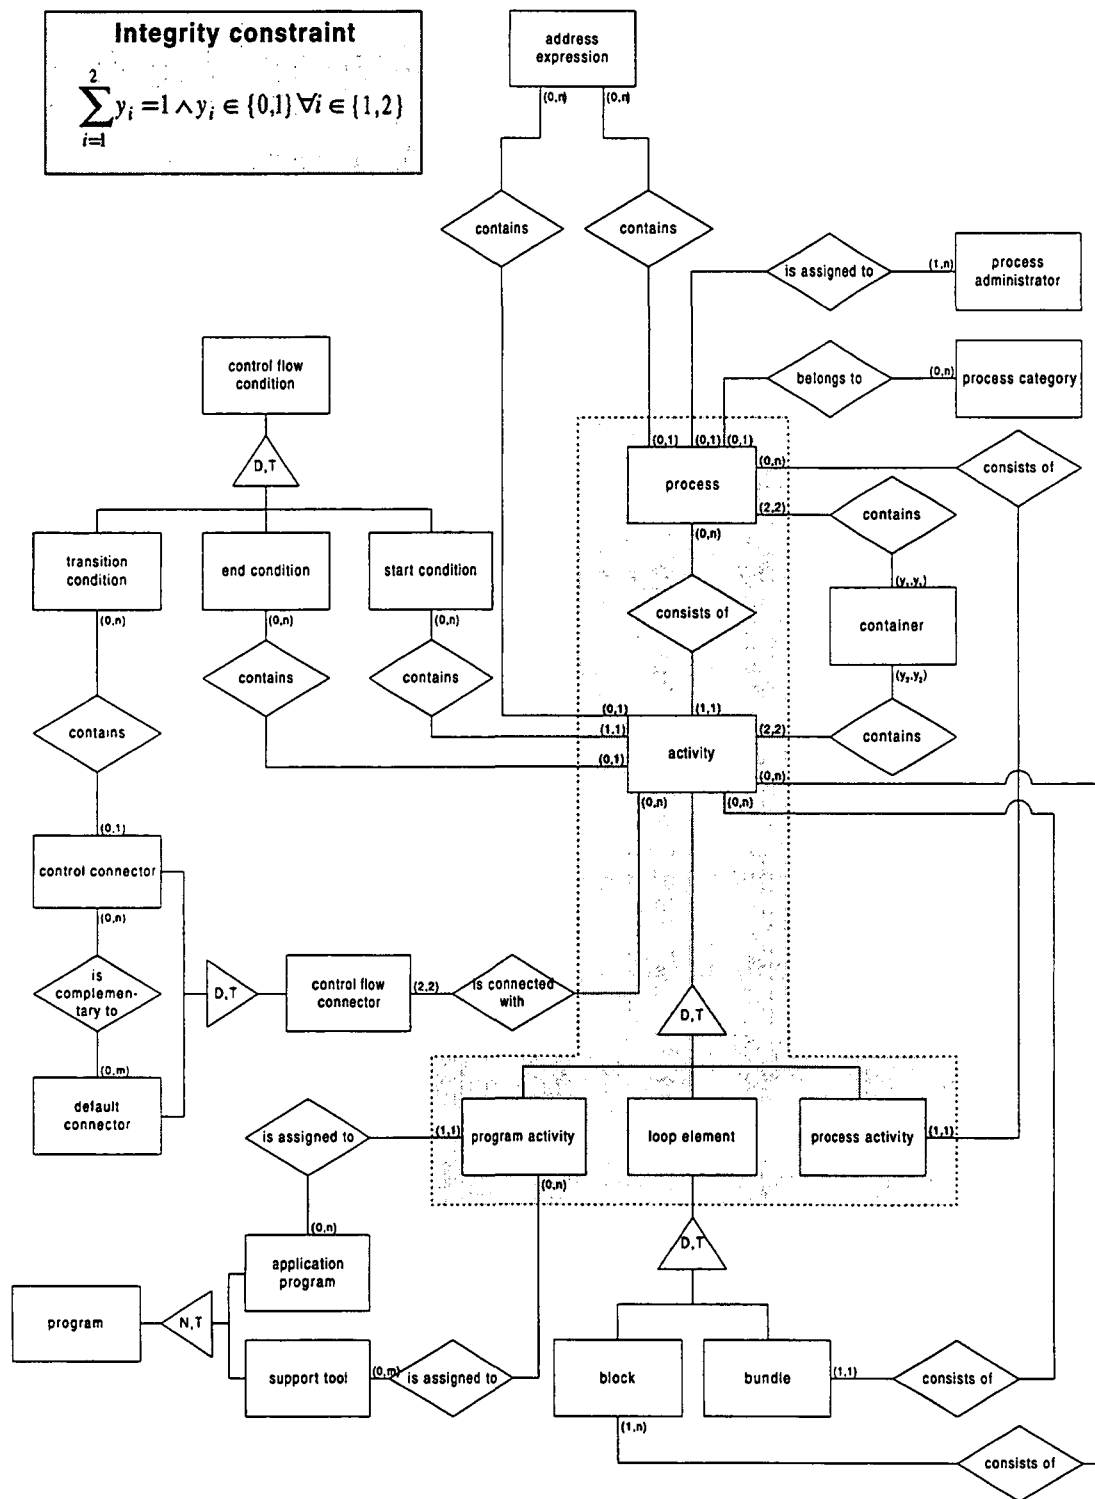 Integrity constraint
2
∑ y_i = 1 ∧ y_i ∈ {0,1} ∀i ∈ {1,2}
i=1
address
expression
(0,n)
(0,n)
contains
contains
is assigned to
(1,n)
process
administrator
control flow
condition
belongs to
(0,n)
process category
D,T
(0,1)
(0,1)
(0,1)
process
(0,n)
consists of
(2,2)
contains
(0,n)
transition
condition
end condition
start condition
(0,n)
(0,n)
(0,n)
consists of
(y₁,y₁)
container
(y₂,y₂)
contains
contains
contains
(0,1)
(1,1)
(1,1)
(0,1)
activity
(2,2)
contains
(0,n)
(0,n)
(0,n)
(0,1)
control connector
(0,n)
is
complemen-
tary to
D,T
control flow
connector
(2,2)
is connected
with
D,T
(0,m)
default
connector
is assigned to
(1,1)
program activity
(0,n)
loop element
process activity
(1,1)
(0,n)
application
program
D,T
program
N,T
support tool
(0,m)
is assigned to
block
(1,n)
bundle
(1,1)
consists of
consists of